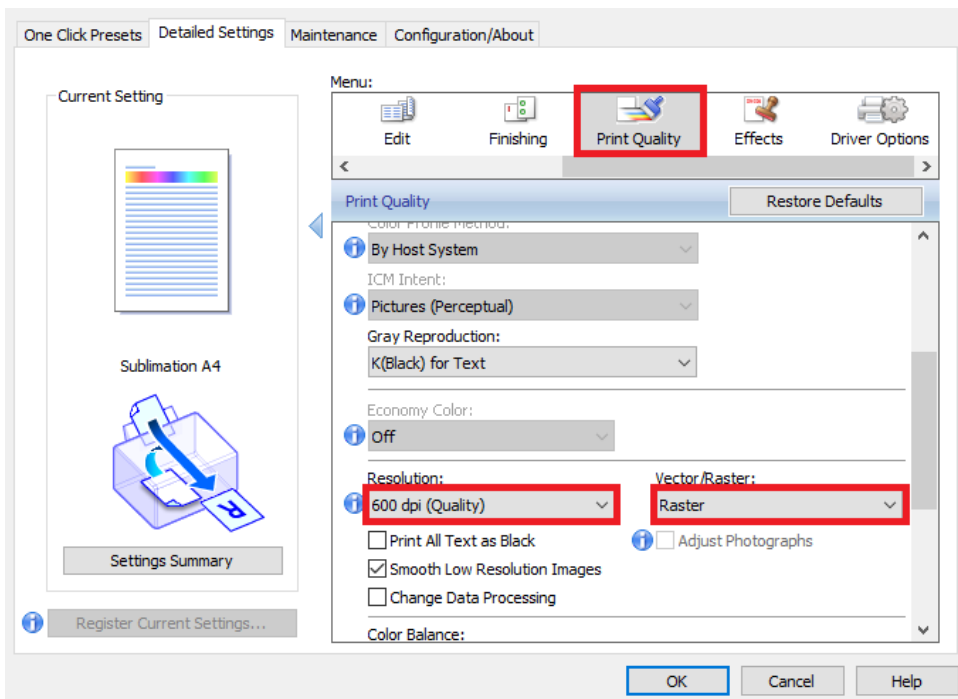 One Click Presets
Detailed Settings
Maintenance
Configuration/About
Current Setting
Sublimation A4
Settings Summary
Register Current Settings...
Menu:
Edit
Finishing
Print Quality
Effects
Driver Options
Print Quality
Restore Defaults
Color Profile Method:
By Host System
ICM Intent:
Pictures (Perceptual)
Gray Reproduction:
K(Black) for Text
Economy Color:
Off
Resolution:
Vector/Raster:
600 dpi (Quality)
Raster
Print All Text as Black
Adjust Photographs
Smooth Low Resolution Images
Change Data Processing
Color Balance:
OK
Cancel
Help